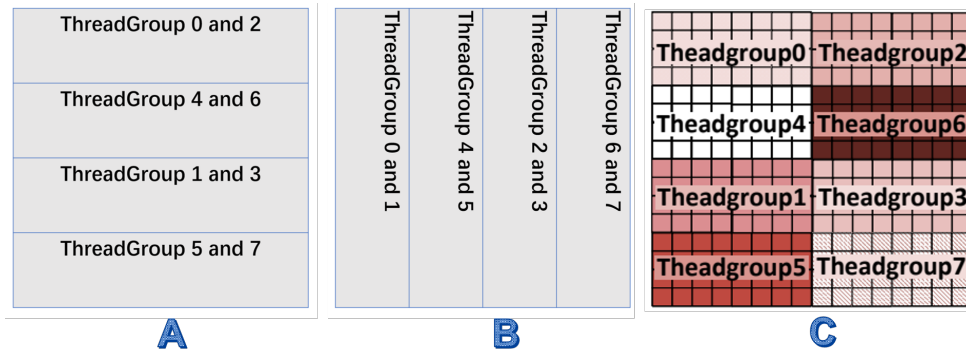 ThreadGroup 0 and 2
ThreadGroup 4 and 6
ThreadGroup 1 and 3
ThreadGroup 5 and 7
A
ThreadGroup 0 and 1
ThreadGroup 4 and 5
ThreadGroup 2 and 3
ThreadGroup 6 and 7
B
Theadgroup0 Theadgroup2
Theadgroup4 Theadgroup6
Theadgroup1 Theadgroup3
Theadgroup5 Theadgroup7
C